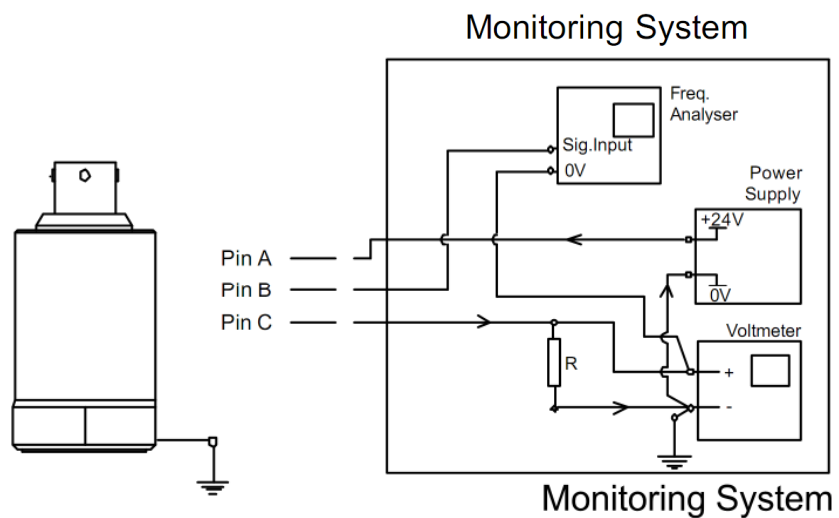 Monitoring System
Freq.
Analyser
Sig.Input
0V
Power
Supply
+24V
0V
Pin A
Pin B
Pin C
Voltmeter
R
+
-
Monitoring System